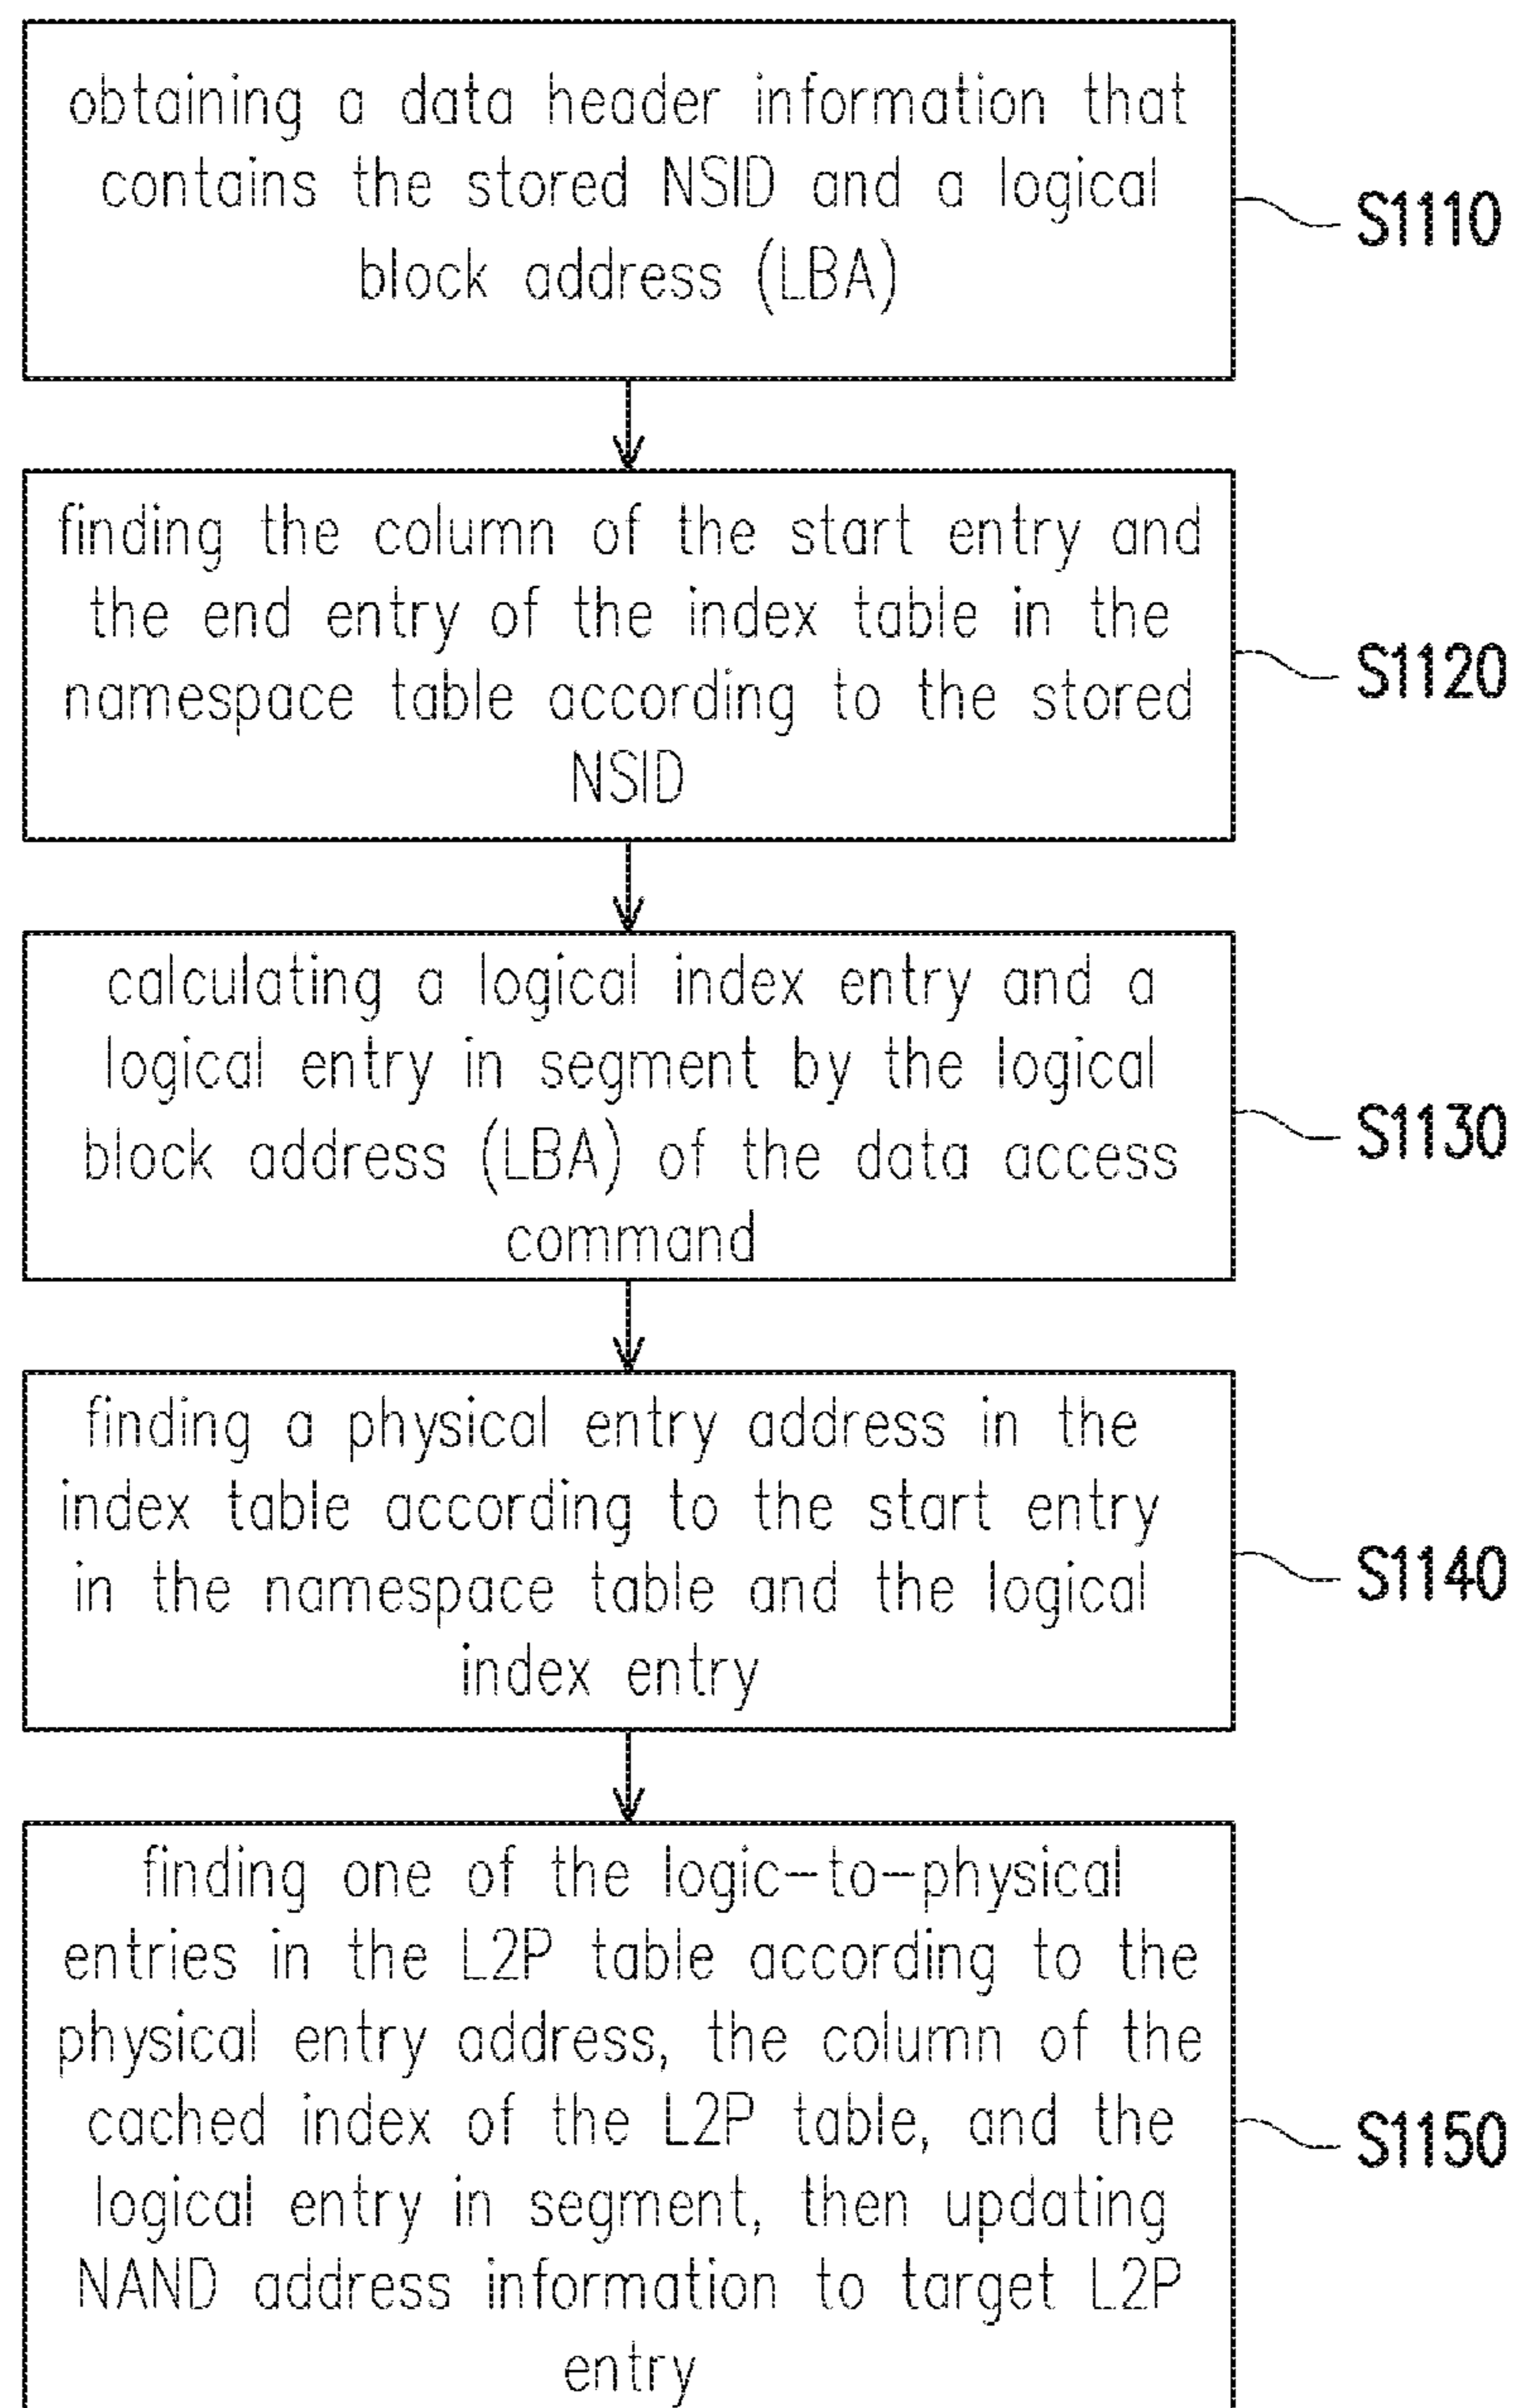 obtaining a data header information that
contains the stored NSID and a logical
block address (LBA)
S1110
finding the column of the start entry and
the end entry of the index table in the
namespace table according to the stored
NSID
S1120
calculating a logical index entry and a
logical entry in segment by the logical
block address (LBA) of the data access
command
S1130
finding a physical entry address in the
index table according to the start entry
in the namespace table and the logical
index entry
S1140
finding one of the logic-to-physical
entries in the L2P table according to the
physical entry address, the column of the
cached index of the L2P table, and the
logical entry in segment, then updating
NAND address information to target L2P
entry
S1150